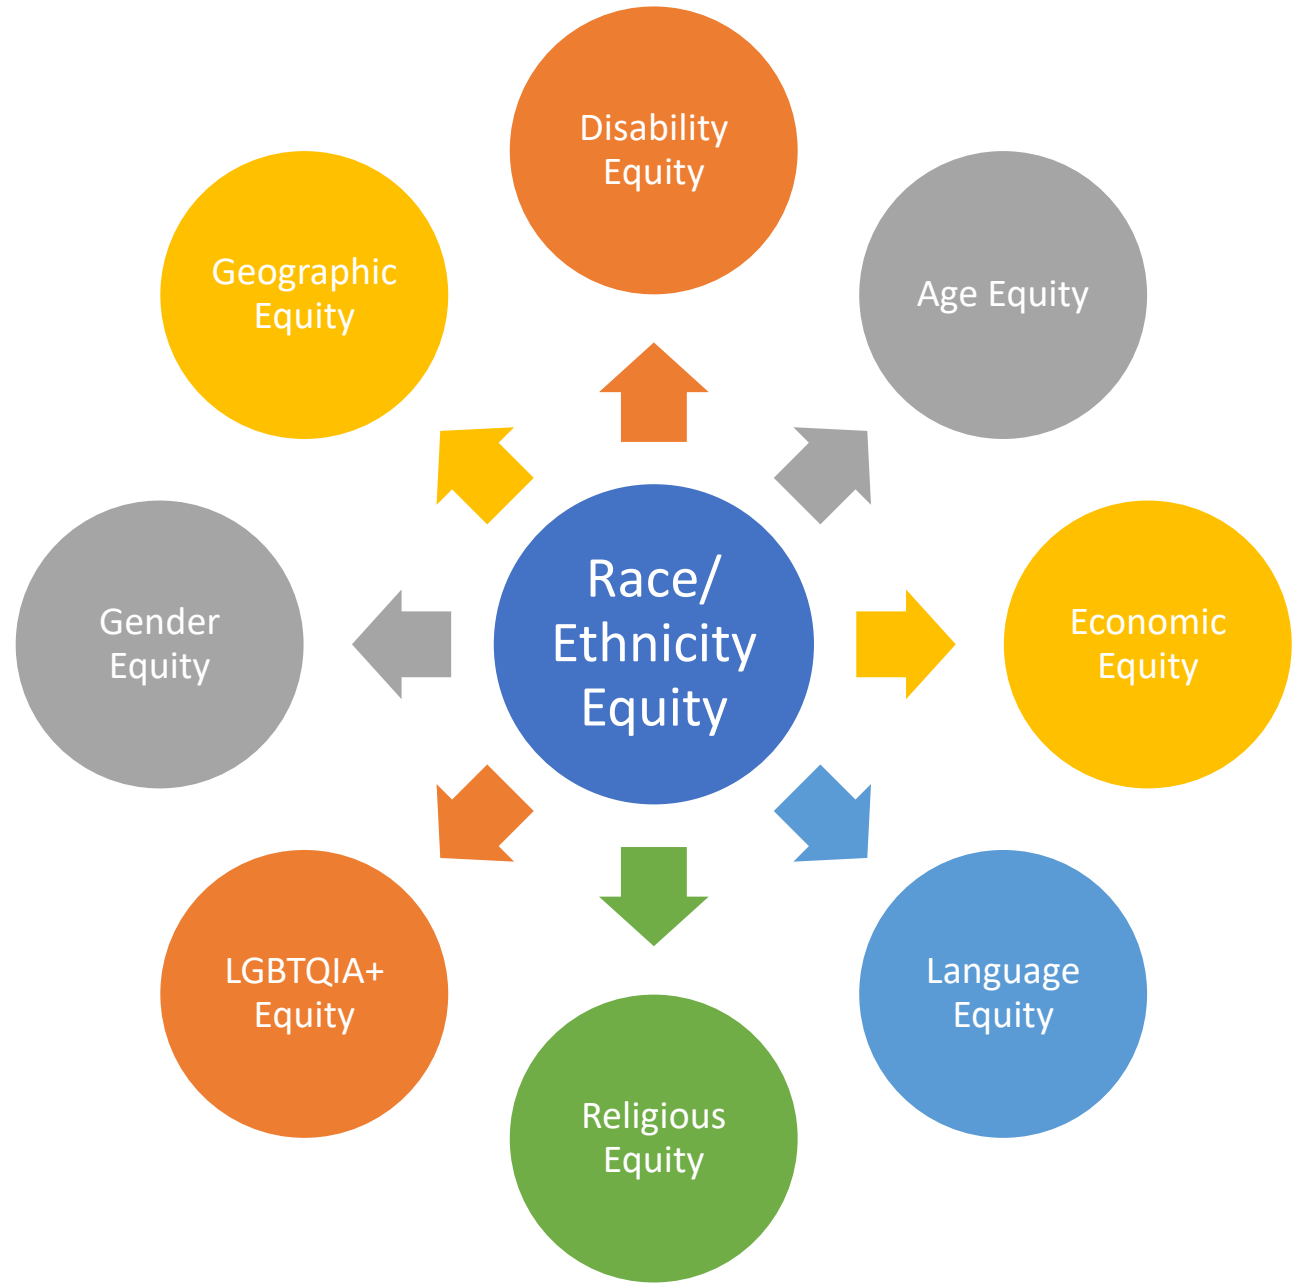 Disability
Equity
Age Equity
Economic
Equity
Language
Equity
Religious
Equity
LGBTQIA+
Equity
Gender
Equity
Geographic
Equity
Race/
Ethnicity
Equity